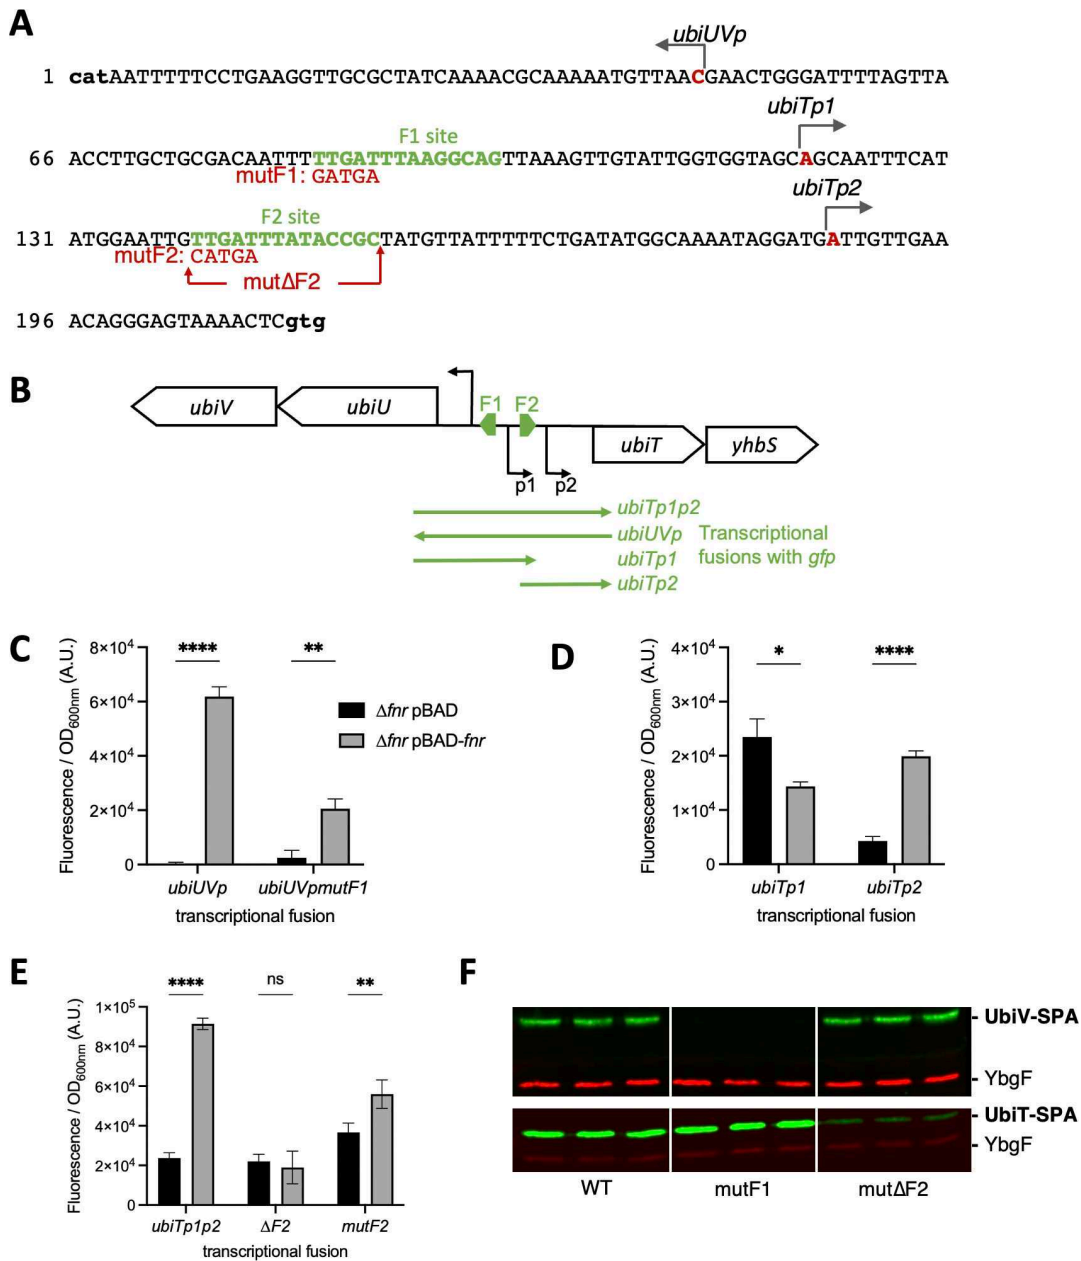 A
ubiUVp
1 catAATTTTTCCTGAAGGTTGCGCTATCAAAACGCAAAAATGTTAACGAACTGGGATTTTAGTTA
ubiTp1
F1 site
66 ACCTTGCTGCGACAATTTTTGATTTAAGGCAGTTAAAGTTGTATTGGTGGTAGCAGCAATTTCAT
mutF1: GATGA
ubiTp2
F2 site
131 ATGGAATTGTTGATTTATACCGCTATGTTATTTTTCTGATATGGCAAAATAGGATGATTGTTGAA
mutF2: CATGA
mutΔF2
196 ACAGGGAGTAAAACTCgtg
B
ubiV ubiU F1 F2 ubiT yhbS
p1 p2
ubiTp1p2
ubiUVp
ubiTp1
ubiTp2
Transcriptional
fusions with gfp
C
Fluorescence / OD600nm (A.U.)
8×10⁴
6×10⁴
4×10⁴
2×10⁴
0
**** **
Δfnr pBAD
Δfnr pBAD-fnr
ubiUVp ubiUVpmutF1
transcriptional fusion
D
Fluorescence / OD600nm (A.U.)
4×10⁴
3×10⁴
2×10⁴
1×10⁴
0
* ****
ubiTp1 ubiTp2
transcriptional fusion
E
Fluorescence / OD600nm (A.U.)
1×10⁵
8×10⁴
6×10⁴
4×10⁴
2×10⁴
0
**** ns **
ubiTp1p2 ΔF2 mutF2
transcriptional fusion
F
- UbiV-SPA
- YbgF
- UbiT-SPA
- YbgF
WT mutF1 mutΔF2